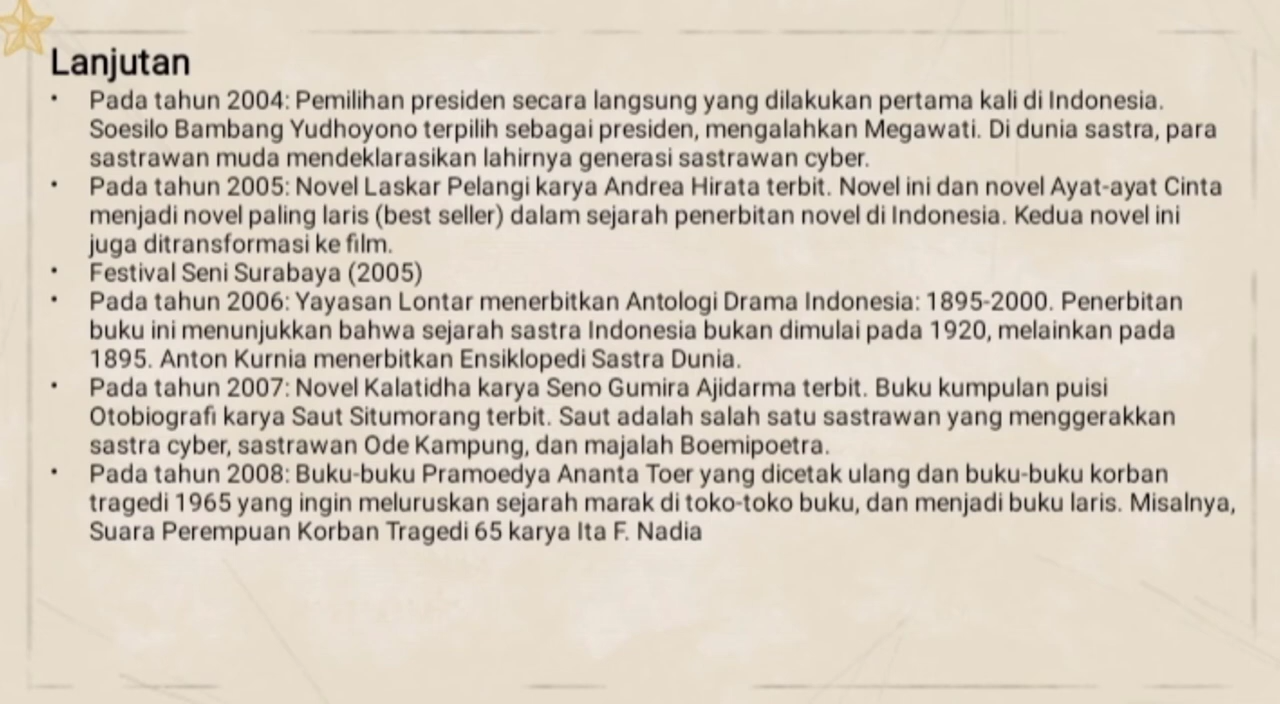 Lanjutan
• Pada tahun 2004: Pemilihan presiden secara langsung yang dilakukan pertama kali di Indonesia.
Soesilo Bambang Yudhoyono terpilih sebagai presiden, mengalahkan Megawati. Di dunia sastra, para
sastrawan muda mendeklarasikan lahirnya generasi sastrawan cyber.
• Pada tahun 2005: Novel Laskar Pelangi karya Andrea Hirata terbit. Novel ini dan novel Ayat-ayat Cinta
menjadi novel paling laris (best seller) dalam sejarah penerbitan novel di Indonesia. Kedua novel ini
juga ditransformasi ke film.
• Festival Seni Surabaya (2005)
• Pada tahun 2006: Yayasan Lontar menerbitkan Antologi Drama Indonesia: 1895-2000. Penerbitan
buku ini menunjukkan bahwa sejarah sastra Indonesia bukan dimulai pada 1920, melainkan pada
1895. Anton Kurnia menerbitkan Ensiklopedi Sastra Dunia.
• Pada tahun 2007: Novel Kalatidha karya Seno Gumira Ajidarma terbit. Buku kumpulan puisi
Otobiografi karya Saut Situmorang terbit. Saut adalah salah satu sastrawan yang menggerakkan
sastra cyber, sastrawan Ode Kampung, dan majalah Boemipoetra.
• Pada tahun 2008: Buku-buku Pramoedya Ananta Toer yang dicetak ulang dan buku-buku korban
tragedi 1965 yang ingin meluruskan sejarah marak di toko-toko buku, dan menjadi buku laris. Misalnya,
Suara Perempuan Korban Tragedi 65 karya Ita F. Nadia